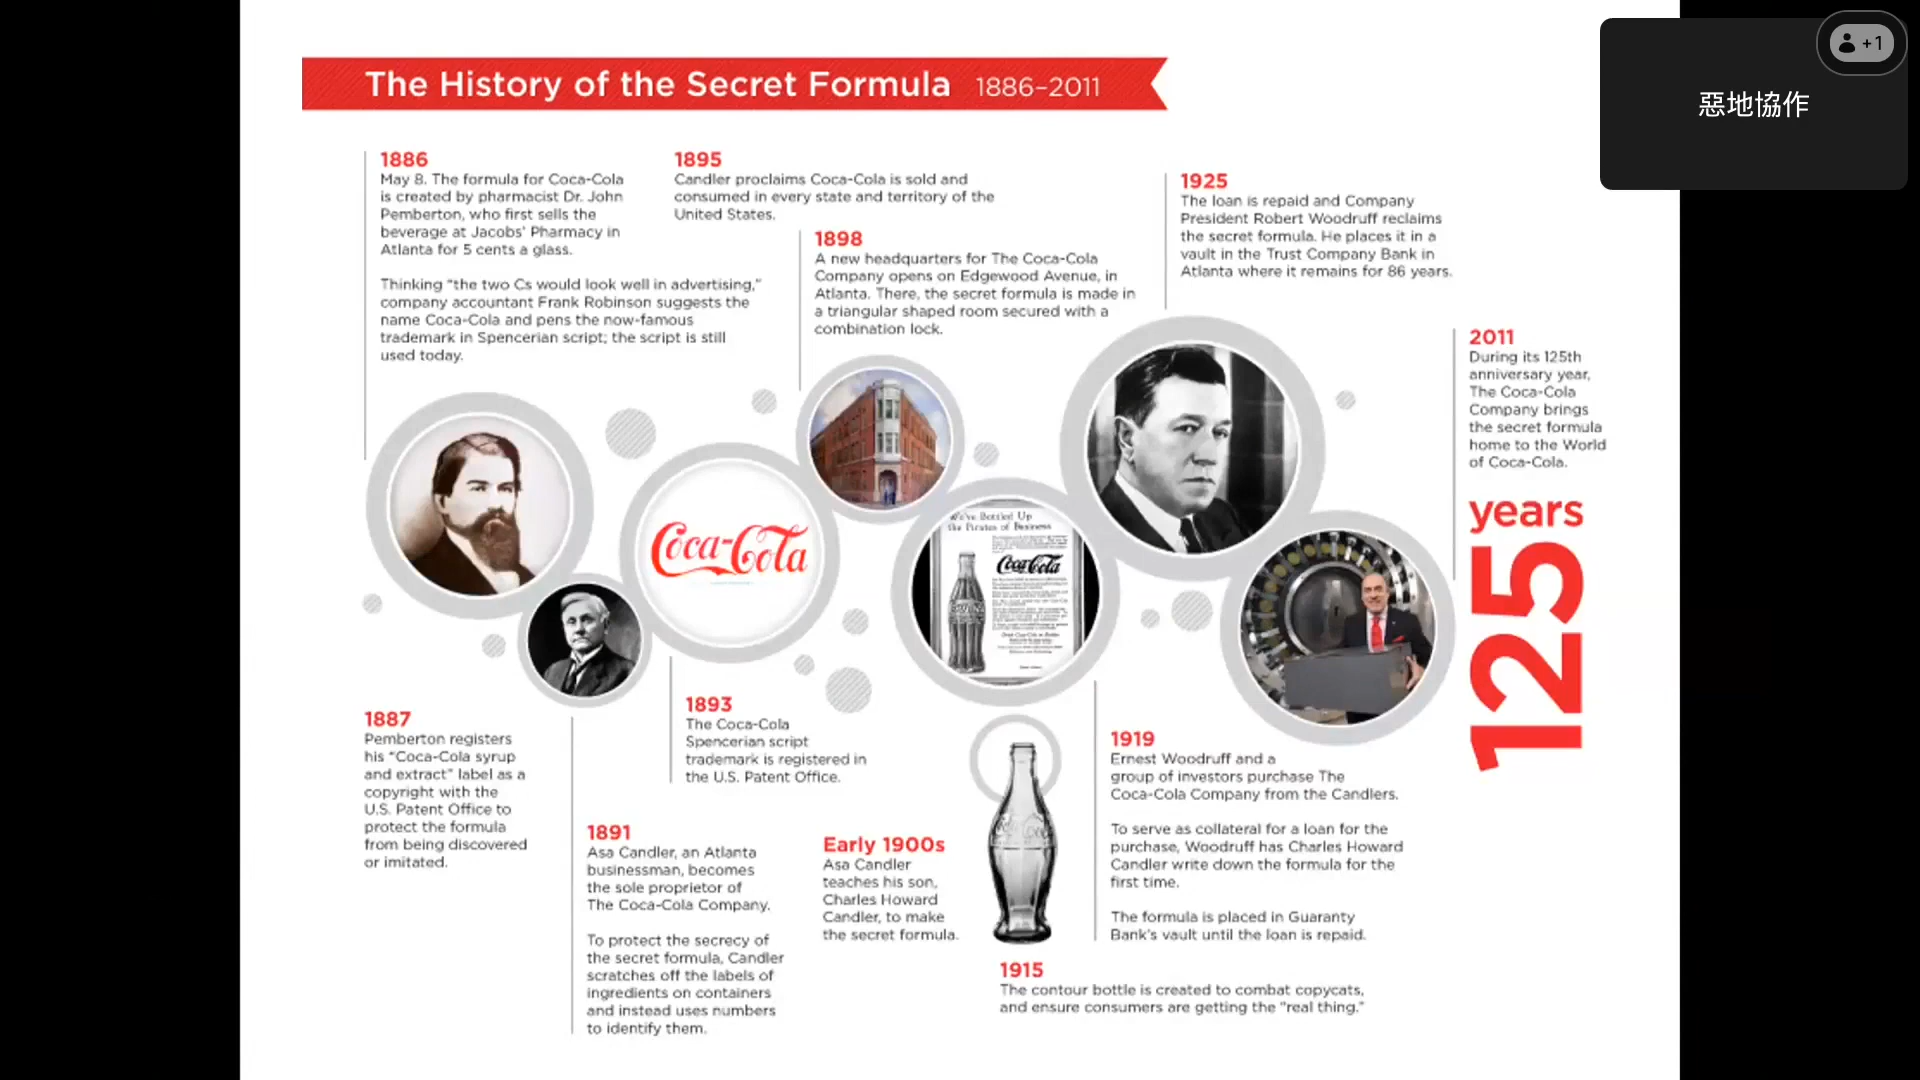 The History of the Secret Formula 1886–2011
+1
惡地協作
1886
May 8. The formula for Coca-Cola
is created by pharmacist Dr. John
Pemberton, who first sells the
beverage at Jacobs' Pharmacy in
Atlanta for 5 cents a glass.
Thinking "the two Cs would look well in advertising,"
company accountant Frank Robinson suggests the
name Coca-Cola and pens the now-famous
trademark in Spencerian script; the script is still
used today.
1895
Candler proclaims Coca-Cola is sold and
consumed in every state and territory of the
United States.
1898
A new headquarters for The Coca-Cola
Company opens on Edgewood Avenue, in
Atlanta. There, the secret formula is made in
a triangular shaped room secured with a
combination lock.
1925
The loan is repaid and Company
President Robert Woodruff reclaims
the secret formula. He places it in a
vault in the Trust Company Bank in
Atlanta where it remains for 86 years.
2011
During its 125th
anniversary year,
The Coca-Cola
Company brings
the secret formula
home to the World
of Coca-Cola.
125 years
Coca-Cola
We've Bottled Up
the Pirates of Business
Coca-Cola
1887
Pemberton registers
his "Coca-Cola syrup
and extract" label as a
copyright with the
U.S. Patent Office to
protect the formula
from being discovered
or imitated.
1893
The Coca-Cola
Spencerian script
trademark is registered in
the U.S. Patent Office.
1891
Asa Candler, an Atlanta
businessman, becomes
the sole proprietor of
The Coca-Cola Company.
To protect the secrecy of
the secret formula, Candler
scratches off the labels of
ingredients on containers
and instead uses numbers
to identify them.
Early 1900s
Asa Candler
teaches his son,
Charles Howard
Candler, to make
the secret formula.
1919
Ernest Woodruff and a
group of investors purchase The
Coca-Cola Company from the Candlers.
To serve as collateral for a loan for the
purchase, Woodruff has Charles Howard
Candler write down the formula for the
first time.
The formula is placed in Guaranty
Bank's vault until the loan is repaid.
1915
The contour bottle is created to combat copycats,
and ensure consumers are getting the "real thing."